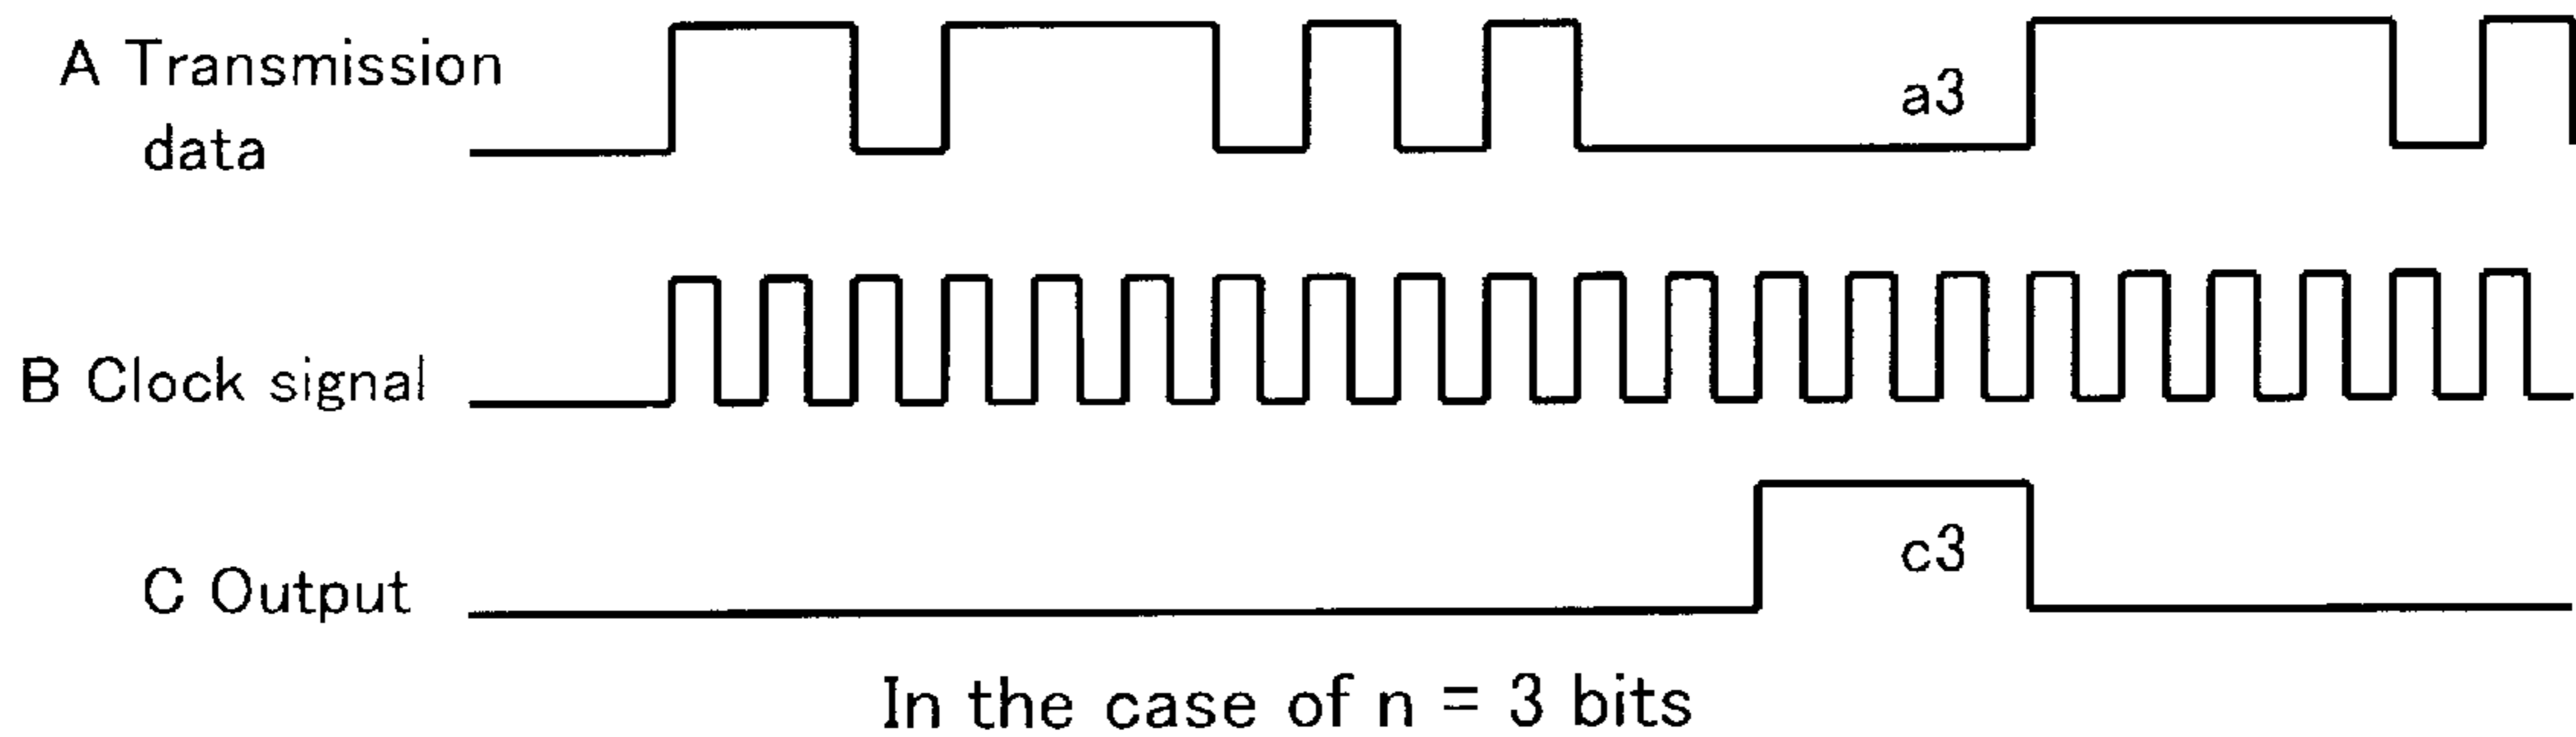 A Transmission
data
a3
B Clock signal
C Output
c3
In the case of n = 3 bits